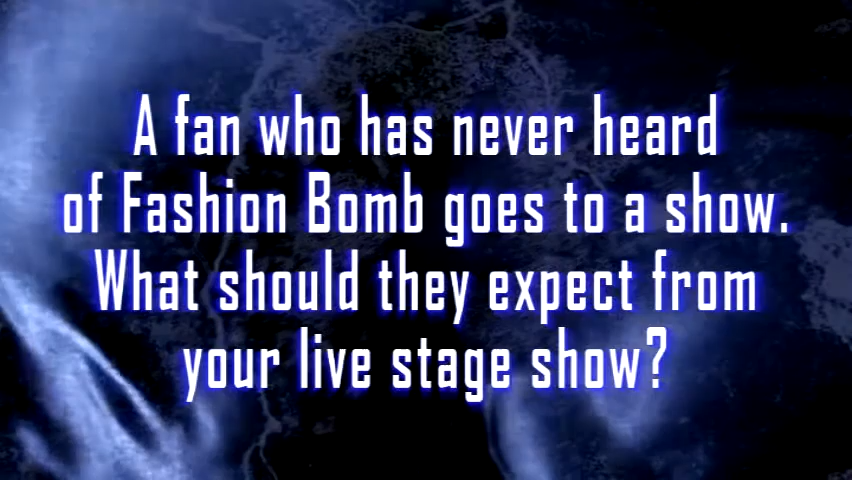 A fan who has never heard
of Fashion Bomb goes to a show.
What should they expect from
your live stage show?